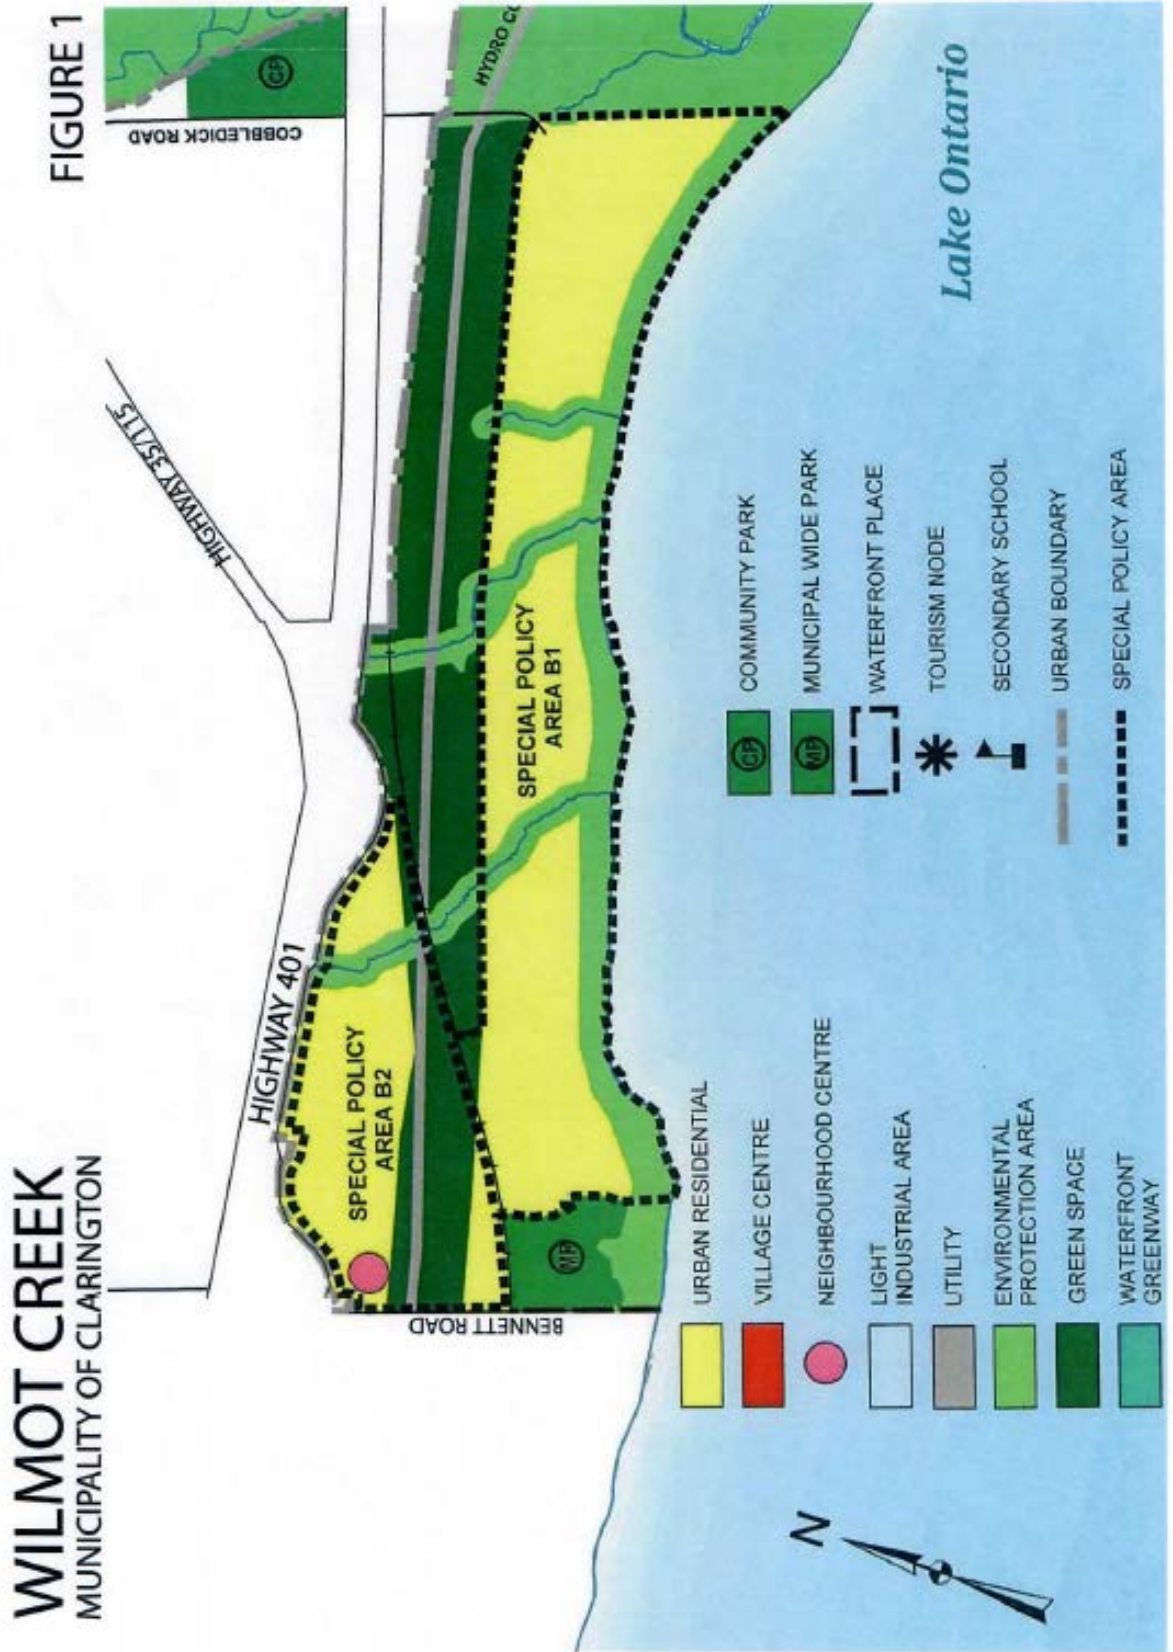 WILMOT CREEK
MUNICIPALITY OF CLARINGTON
FIGURE 1
COBBLEDICK ROAD
CP
HIGHWAY 35/115
HIGHWAY 401
HYDRO CO
SPECIAL POLICY
AREA B2
SPECIAL POLICY
AREA B1
BENNETT ROAD
MP
Lake Ontario
N
URBAN RESIDENTIAL
VILLAGE CENTRE
NEIGHBOURHOOD CENTRE
LIGHT
INDUSTRIAL AREA
UTILITY
ENVIRONMENTAL
PROTECTION AREA
GREEN SPACE
WATERFRONT
GREENWAY
CP
COMMUNITY PARK
MP
MUNICIPAL WIDE PARK
WATERFRONT PLACE
TOURISM NODE
SECONDARY SCHOOL
URBAN BOUNDARY
SPECIAL POLICY AREA